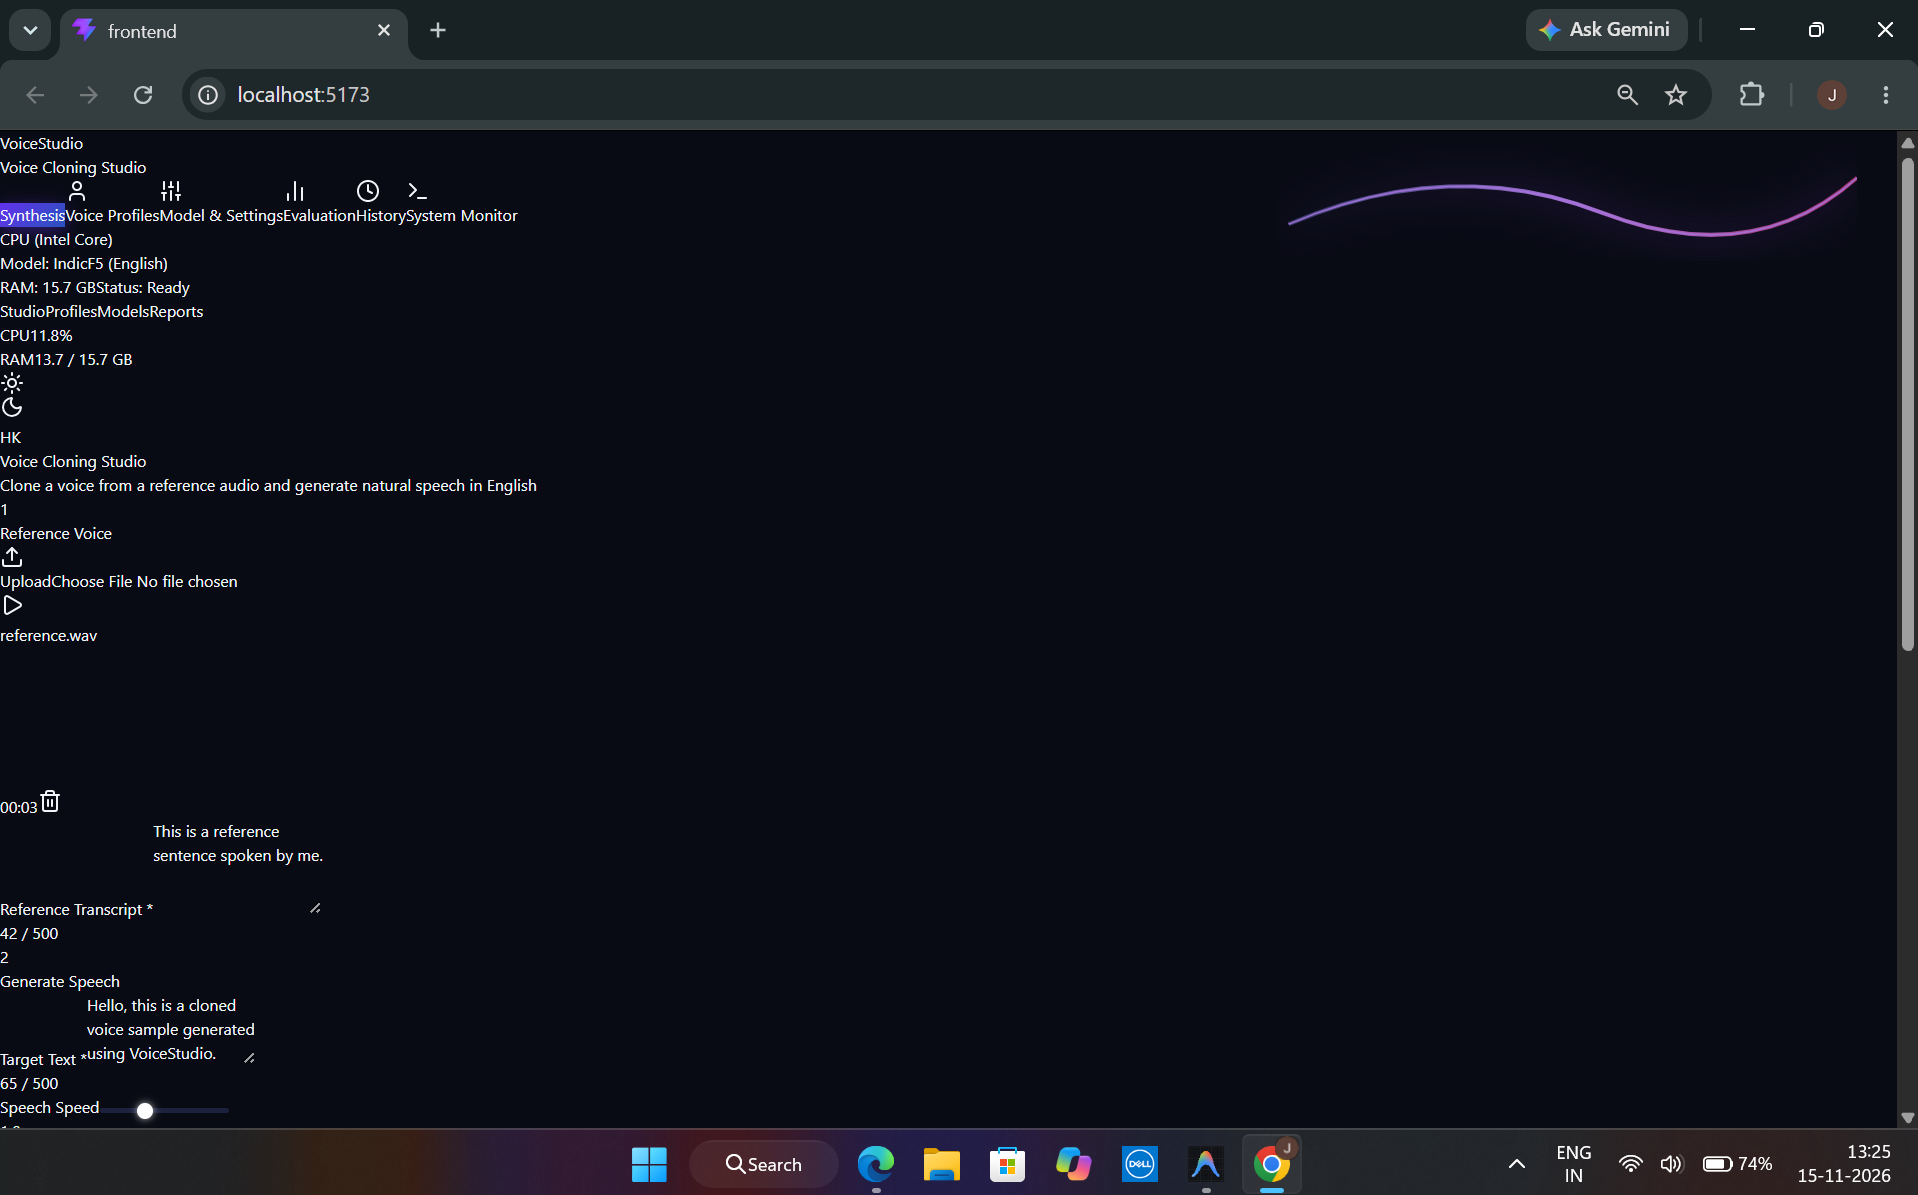 frontend
Ask Gemini
localhost:5173
J
VoiceStudio
Voice Cloning Studio
SynthesisVoice ProfilesModel & SettingsEvaluationHistorySystem Monitor
CPU (Intel Core)
Model: IndicF5 (English)
RAM: 15.7 GBStatus: Ready
StudioProfilesModelsReports
CPU11.8%
RAM13.7 / 15.7 GB
HK
Voice Cloning Studio
Clone a voice from a reference audio and generate natural speech in English
1
Reference Voice
UploadChoose File No file chosen
reference.wav
00:03
This is a reference
sentence spoken by me.
Reference Transcript *
42 / 500
2
Generate Speech
Hello, this is a cloned
voice sample generated
using VoiceStudio.
Target Text *
65 / 500
Speech Speed
Search
DELL
J
ENG
IN
74%
13:25
15-11-2026